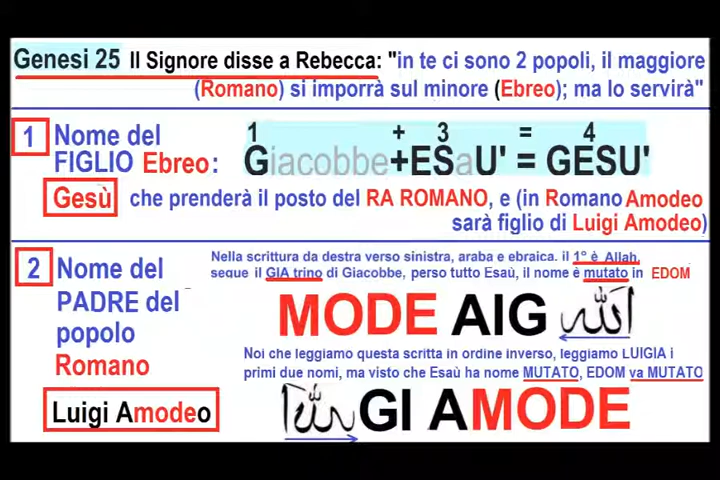 Genesi 25 Il Signore disse a Rebecca: "in te ci sono 2 popoli, il maggiore
(Romano) si imporrà sul minore (Ebreo); ma lo servirà"
1 + 3 = 4
1 Nome del
FIGLIO Ebreo: Giacobbe+ESaU' = GESU'
Gesù che prenderà il posto del RA ROMANO, e (in Romano Amodeo
sarà figlio di Luigi Amodeo)
Nella scrittura da destra verso sinistra, araba e ebraica. il 1° è Allah,
segue il GIA trino di Giacobbe, perso tutto Esaù, il nome è mutato in EDOM
2 Nome del
PADRE del
popolo
Romano
MODE AIG الله
Noi che leggiamo questa scritta in ordine inverso, leggiamo LUIGIA i
primi due nomi, ma visto che Esaù ha nome MUTATO, EDOM va MUTATO
Luigi Amodeo
الله GI AMODE